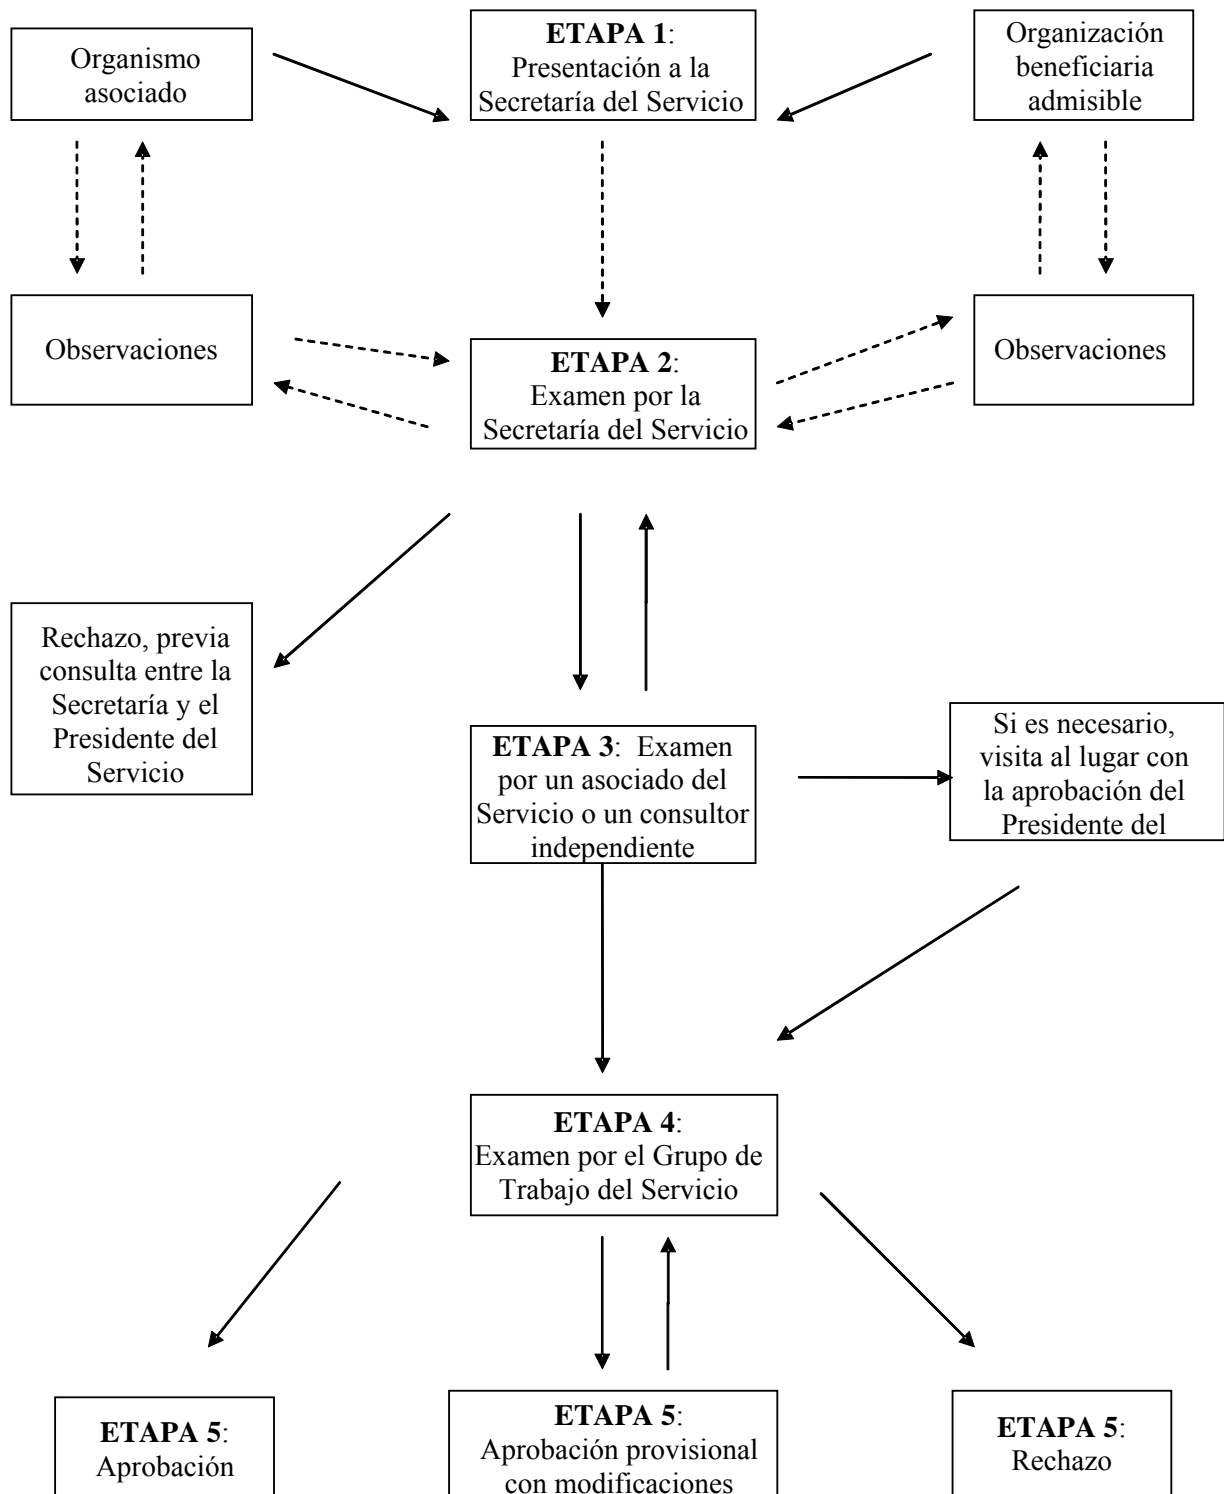 Organismo
asociado
ETAPA 1:
Presentación a la
Secretaría del Servicio
Organización
beneficiaria
admisible
Observaciones
ETAPA 2:
Examen por la
Secretaría del Servicio
Observaciones
Rechazo, previa
consulta entre la
Secretaría y el
Presidente del
Servicio
ETAPA 3:  Examen
por un asociado del
Servicio o un consultor
independiente
Si es necesario,
visita al lugar con
la aprobación del
Presidente del
ETAPA 4:
Examen por el Grupo de
Trabajo del Servicio
ETAPA 5:
Aprobación
ETAPA 5:
Aprobación provisional
con modificaciones
ETAPA 5:
Rechazo